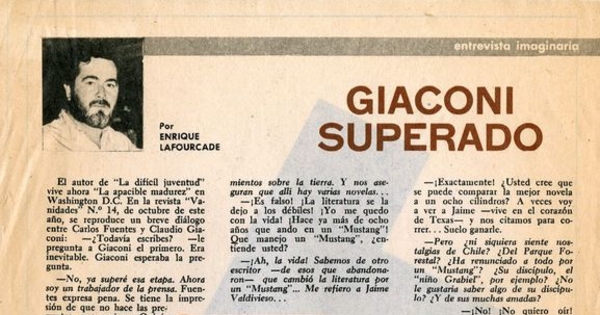 entrevista imaginaria
Por
ENRIQUE
LAFOURCADE
GIACONI
SUPERADO
El autor de "La difícil juventud"
vive ahora "La apacible madurez" en
Washington D.C. En la revista "Va-
nidades" N.º 14, de octubre de este
año, se reproduce un breve diálogo
entre Carlos Fuentes y Claudio Gia-
coni: —¿Todavía escribes? —le
pregunta a Giaconi el primero. Era
inevitable. Giaconi esperaba la pre-
gunta.
—No, ya superé esa etapa. Ahora
soy un trabajador de la prensa. Fuen-
tes expresa pena. Se tiene la impre-
sión de que no hace las pre-
mientos sobre la tierra. Y nos ase-
guran que allí hay varias novelas...
—¡Es falso! ¡La literatura se la
dejo a los débiles! ¡Yo me quedo
con la vida! ¡Hace ya más de ocho
años que ando en un "Mustang"!
Que manejo un "Mustang", ¿en-
tiende usted?
—¡Ah, la vida! Sabemos de otro
escritor —de esos que abandona-
ron— que cambió la literatura por
un "Mustang"... Me refiero a Jaime
Valdivieso...
—¡Exactamente! ¿Usted cree que
se puede comparar la mejor novela
a un ocho cilindros? A veces voy
a ver a Jaime —vive en el corazón
de Texas— y nos citamos para co-
rrer... Suelo ganarle.
—Pero ¿ni siquiera siente nos-
talgias de Chile? ¿Del Parque Fo-
restal? ¿Ha renunciado a todo por
un "Mustang"? Su discípulo, el
"niño Grabiel", por ejemplo? ¿No
le gustaría saber algo de su discípu-
lo? ¿Y de sus muchas amadas?
—¡No! ¡No quiero oír!